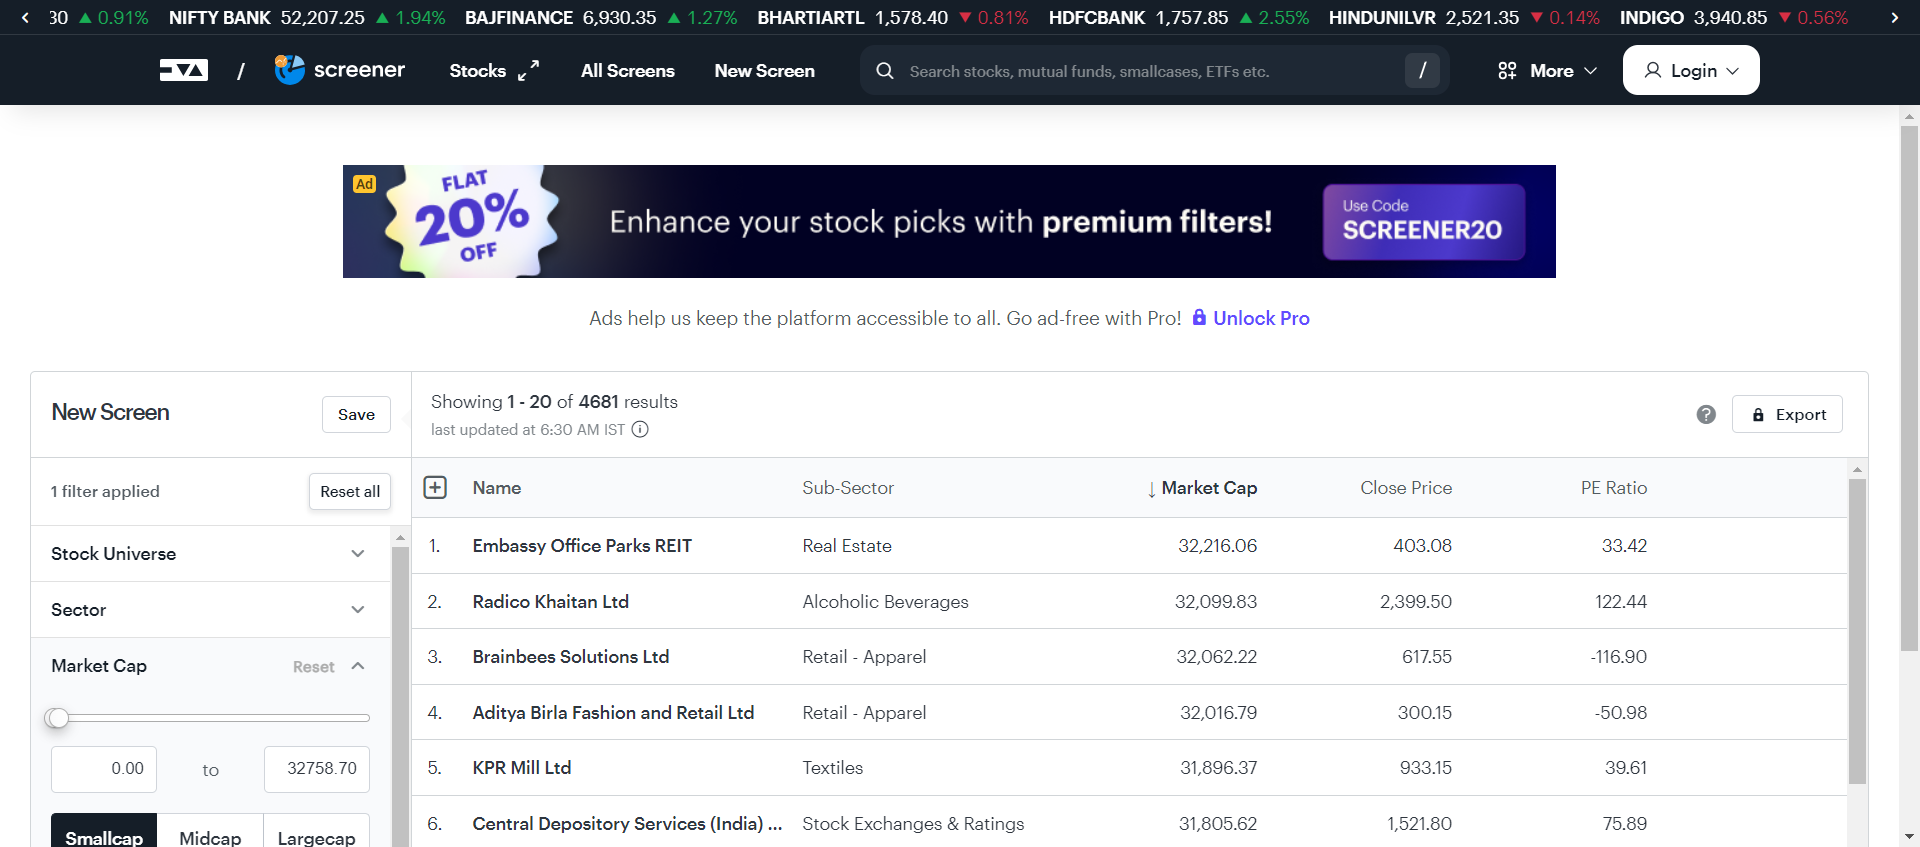 30 ▲ 0.91% NIFTY BANK 52,207.25 ▲ 1.94% BAJFINANCE 6,930.35 ▲ 1.27% BHARTIARTL 1,578.40 ▼ 0.81% HDFCBANK 1,757.85 ▲ 2.55% HINDUNILVR 2,521.35 ▼ 0.14% INDIGO 3,940.85 ▼ 0.56%
/ screener Stocks All Screens New Screen Search stocks, mutual funds, smallcases, ETFs etc. / More Login
Ad
FLAT
20%
OFF
Enhance your stock picks with premium filters!
Use Code
SCREENER20
Ads help us keep the platform accessible to all. Go ad-free with Pro! Unlock Pro
New Screen Save
Showing 1 - 20 of 4681 results
last updated at 6:30 AM IST
? Export
1 filter applied Reset all
Stock Universe
Sector
Market Cap Reset
0.00 to 32758.70
Smallcap Midcap Largecap
Name Sub-Sector ↓ Market Cap Close Price PE Ratio
1. Embassy Office Parks REIT Real Estate 32,216.06 403.08 33.42
2. Radico Khaitan Ltd Alcoholic Beverages 32,099.83 2,399.50 122.44
3. Brainbees Solutions Ltd Retail - Apparel 32,062.22 617.55 -116.90
4. Aditya Birla Fashion and Retail Ltd Retail - Apparel 32,016.79 300.15 -50.98
5. KPR Mill Ltd Textiles 31,896.37 933.15 39.61
6. Central Depository Services (India) ... Stock Exchanges & Ratings 31,805.62 1,521.80 75.89